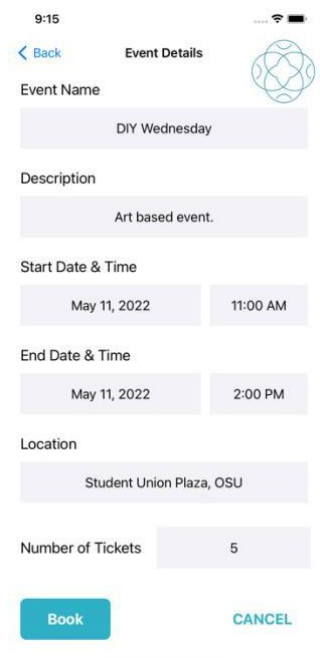 9:15
Back Event Details
Event Name
DIY Wednesday
Description
Art based event.
Start Date & Time
May 11, 2022 11:00 AM
End Date & Time
May 11, 2022 2:00 PM
Location
Student Union Plaza, OSU
Number of Tickets 5
Book CANCEL